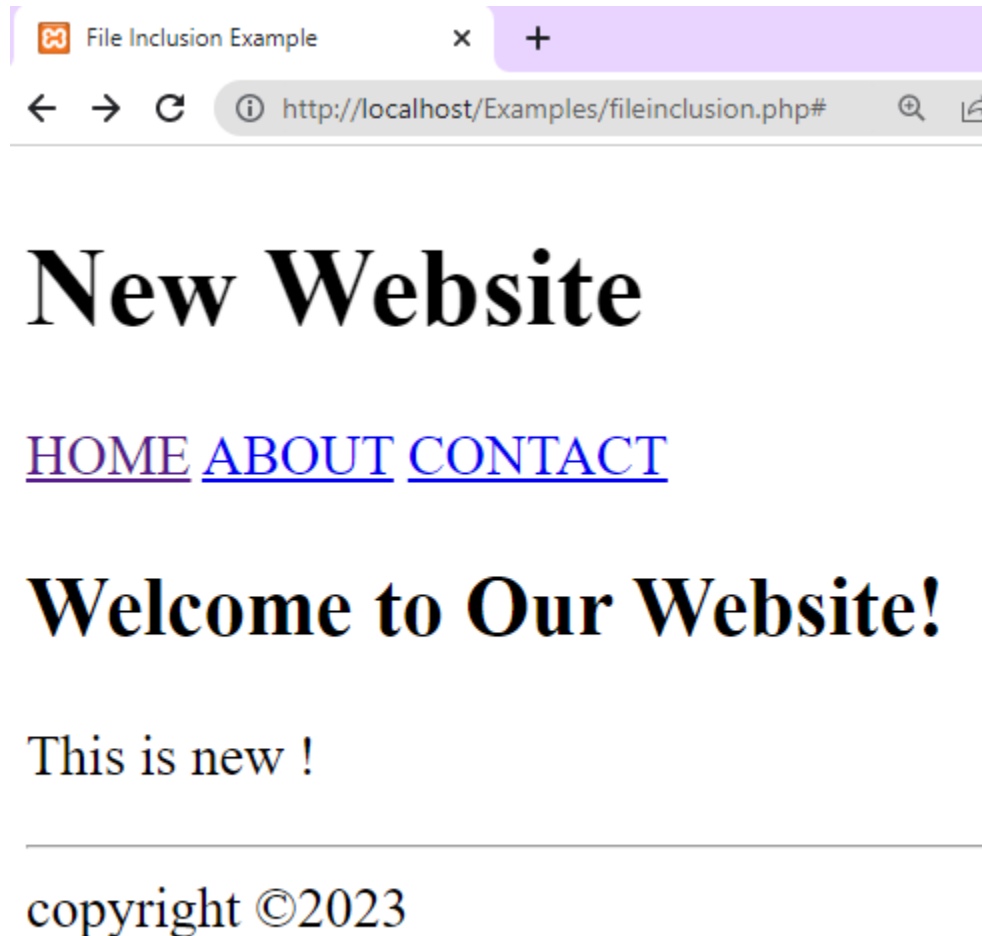 File Inclusion Example
http://localhost/Examples/fileinclusion.php#
New Website
HOME ABOUT CONTACT
Welcome to Our Website!
This is new !
copyright ©2023